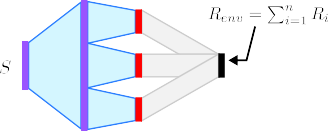 R_{env} = \sum_{i=1}^{n} R_i
S